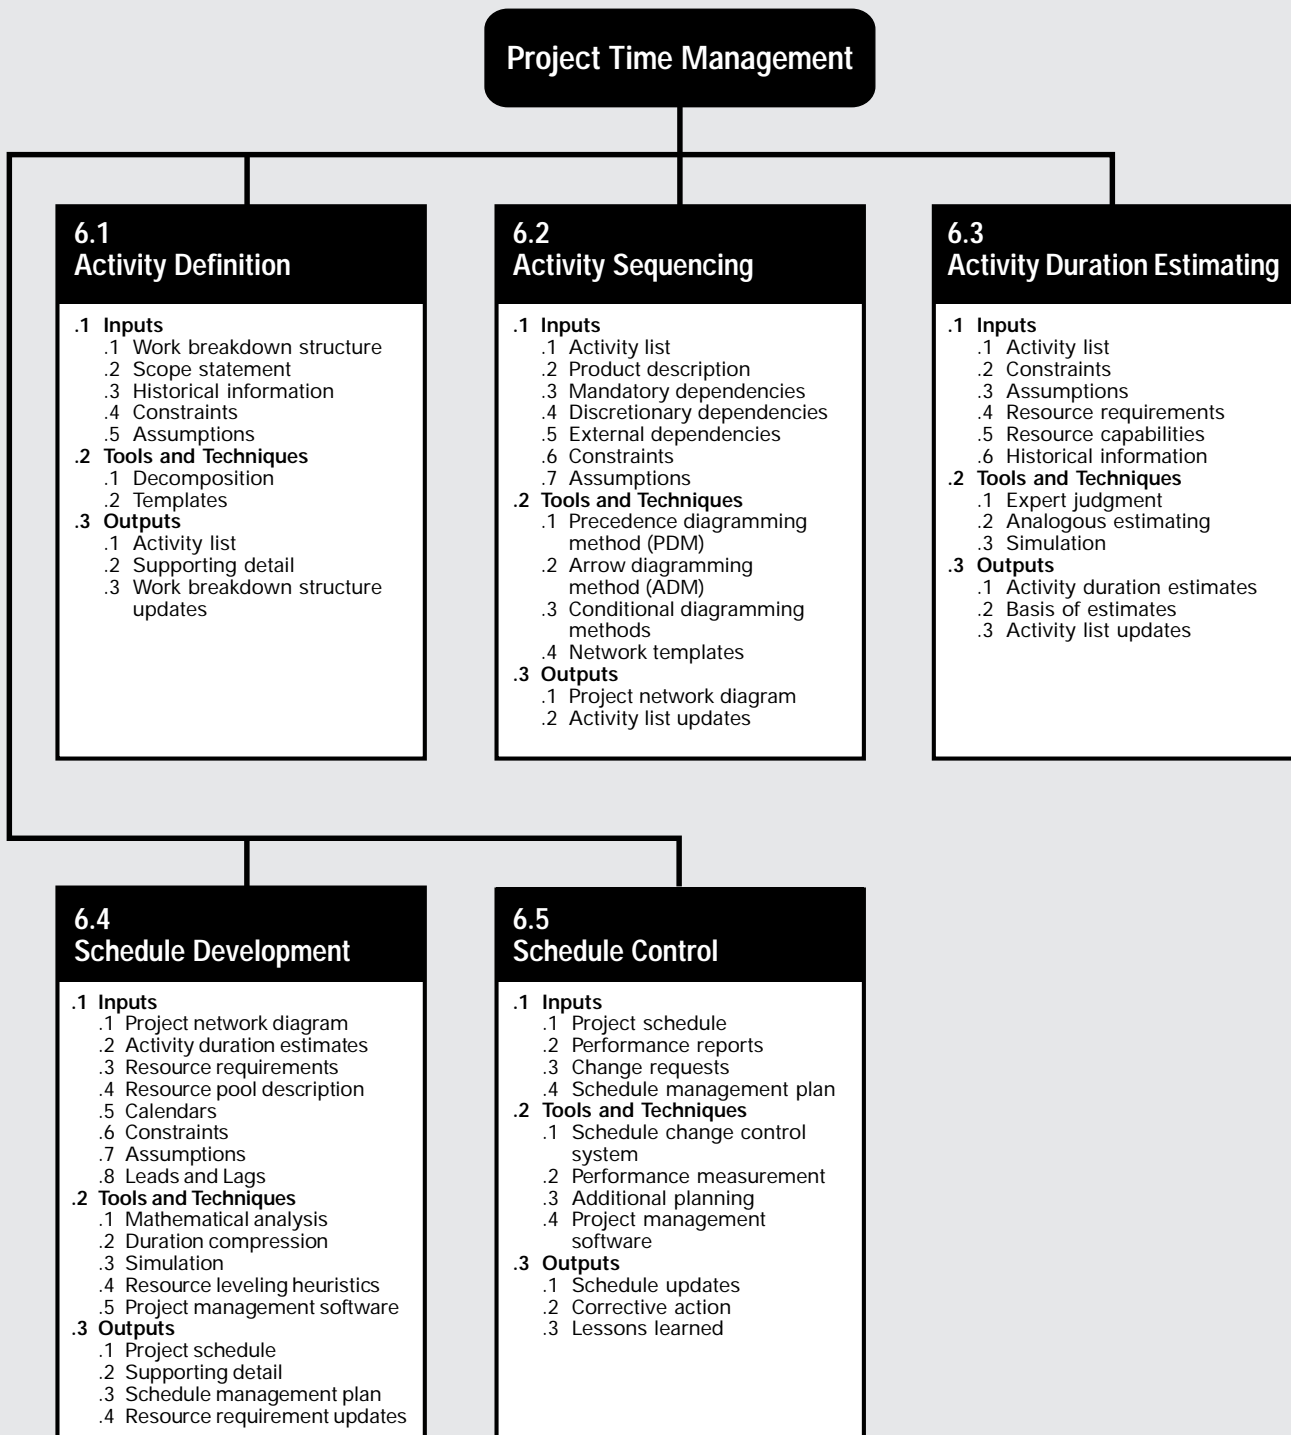 Project Time Management
6.1
Activity Definition
.1 Inputs
.1 Work breakdown structure
.2 Scope statement
.3 Historical information
.4 Constraints
.5 Assumptions
.2 Tools and Techniques
.1 Decomposition
.2 Templates
.3 Outputs
.1 Activity list
.2 Supporting detail
.3 Work breakdown structure
updates
6.2
Activity Sequencing
.1 Inputs
.1 Activity list
.2 Product description
.3 Mandatory dependencies
.4 Discretionary dependencies
.5 External dependencies
.6 Constraints
.7 Assumptions
.2 Tools and Techniques
.1 Precedence diagramming
method (PDM)
.2 Arrow diagramming
method (ADM)
.3 Conditional diagramming
methods
.4 Network templates
.3 Outputs
.1 Project network diagram
.2 Activity list updates
6.3
Activity Duration Estimating
.1 Inputs
.1 Activity list
.2 Constraints
.3 Assumptions
.4 Resource requirements
.5 Resource capabilities
.6 Historical information
.2 Tools and Techniques
.1 Expert judgment
.2 Analogous estimating
.3 Simulation
.3 Outputs
.1 Activity duration estimates
.2 Basis of estimates
.3 Activity list updates
6.4
Schedule Development
.1 Inputs
.1 Project network diagram
.2 Activity duration estimates
.3 Resource requirements
.4 Resource pool description
.5 Calendars
.6 Constraints
.7 Assumptions
.8 Leads and Lags
.2 Tools and Techniques
.1 Mathematical analysis
.2 Duration compression
.3 Simulation
.4 Resource leveling heuristics
.5 Project management software
.3 Outputs
.1 Project schedule
.2 Supporting detail
.3 Schedule management plan
.4 Resource requirement updates
6.5
Schedule Control
.1 Inputs
.1 Project schedule
.2 Performance reports
.3 Change requests
.4 Schedule management plan
.2 Tools and Techniques
.1 Schedule change control
system
.2 Performance measurement
.3 Additional planning
.4 Project management
software
.3 Outputs
.1 Schedule updates
.2 Corrective action
.3 Lessons learned